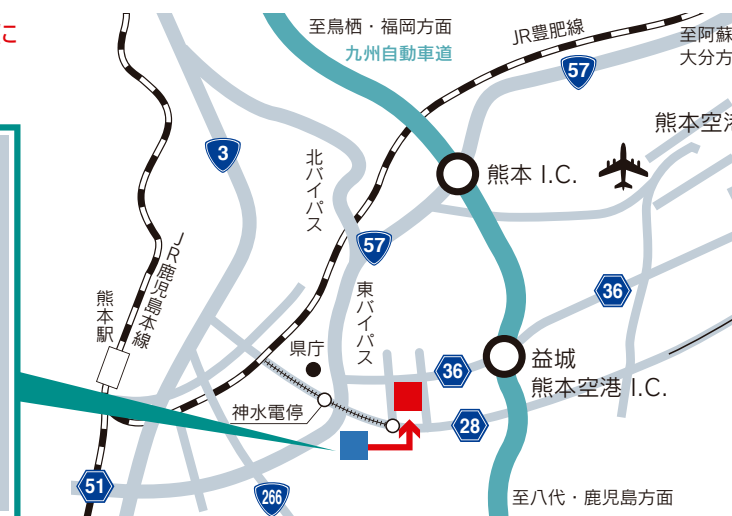 に
至鳥栖・福岡方面
九州自動車道
JR豊肥線
至阿蘇
大分方
57
熊本空港
3
北バイパス
熊本 I.C.
57
JR鹿児島本線
東バイパス
36
熊本駅
県庁
36
益城
熊本空港 I.C.
神水電停
28
51
266
至八代・鹿児島方面